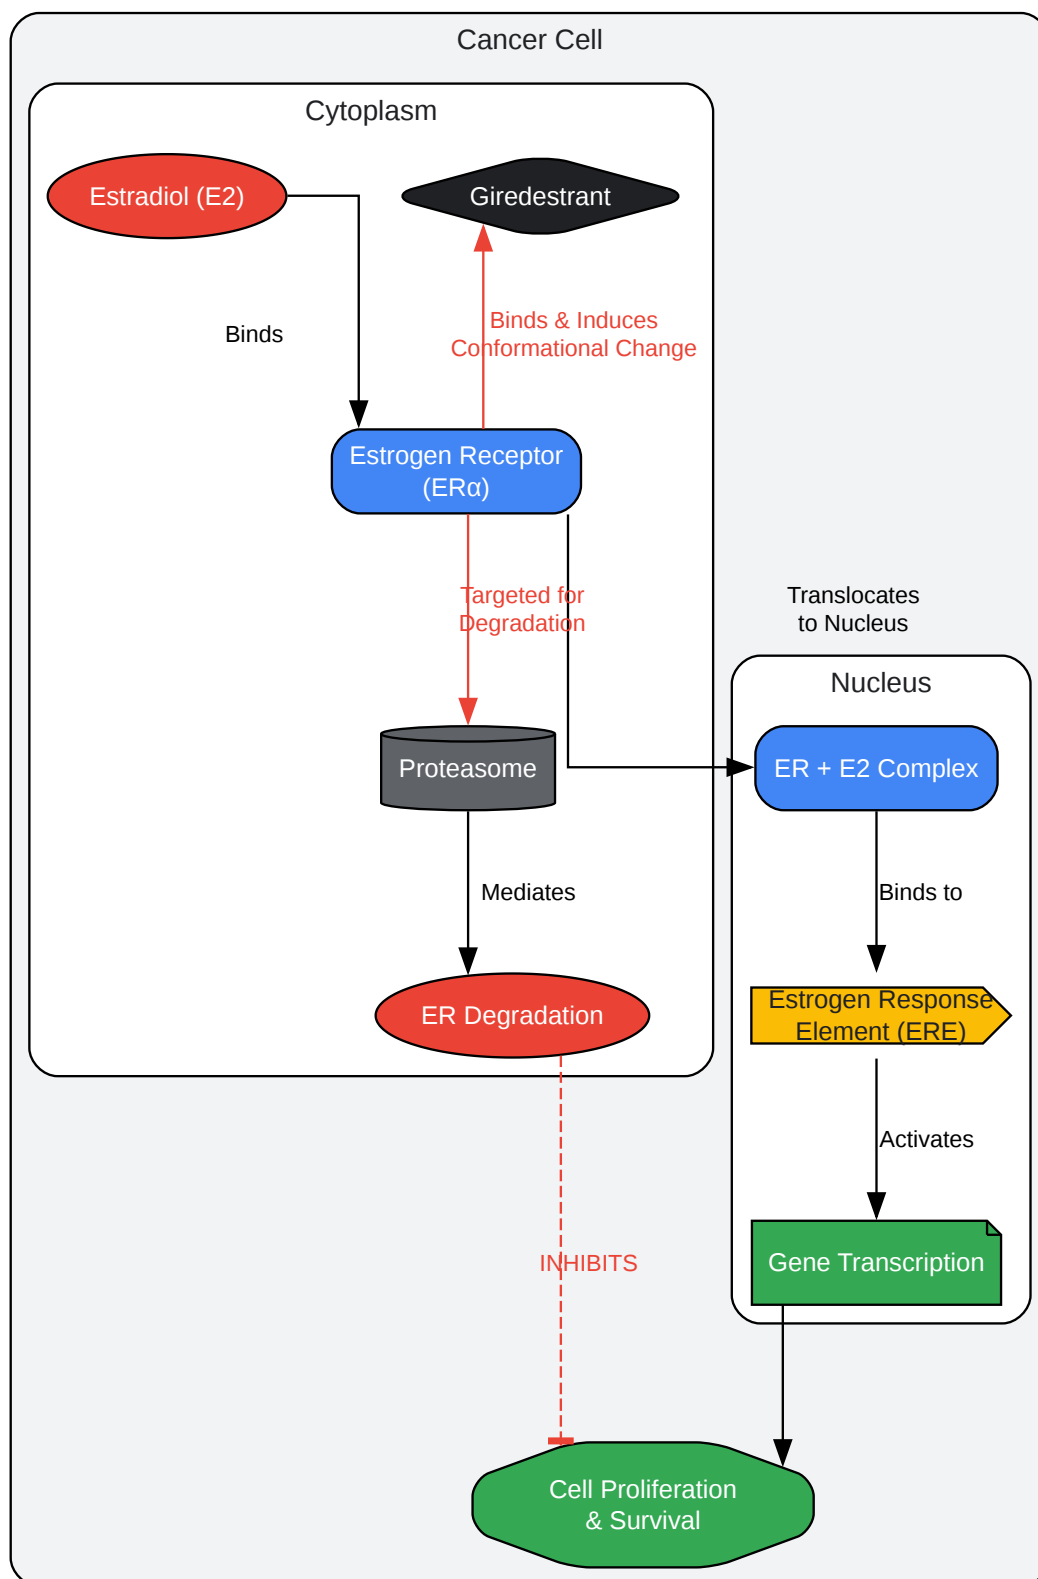 Cancer Cell
Cytoplasm
Estradiol (E2)
Giredestrant
Binds
Binds & Induces
Conformational Change
Estrogen Receptor
(ERα)
Targeted for
Degradation
Translocates
to Nucleus
Nucleus
Proteasome
ER + E2 Complex
Mediates
Binds to
ER Degradation
Estrogen Response
Element (ERE)
Activates
INHIBITS
Gene Transcription
Cell Proliferation
& Survival